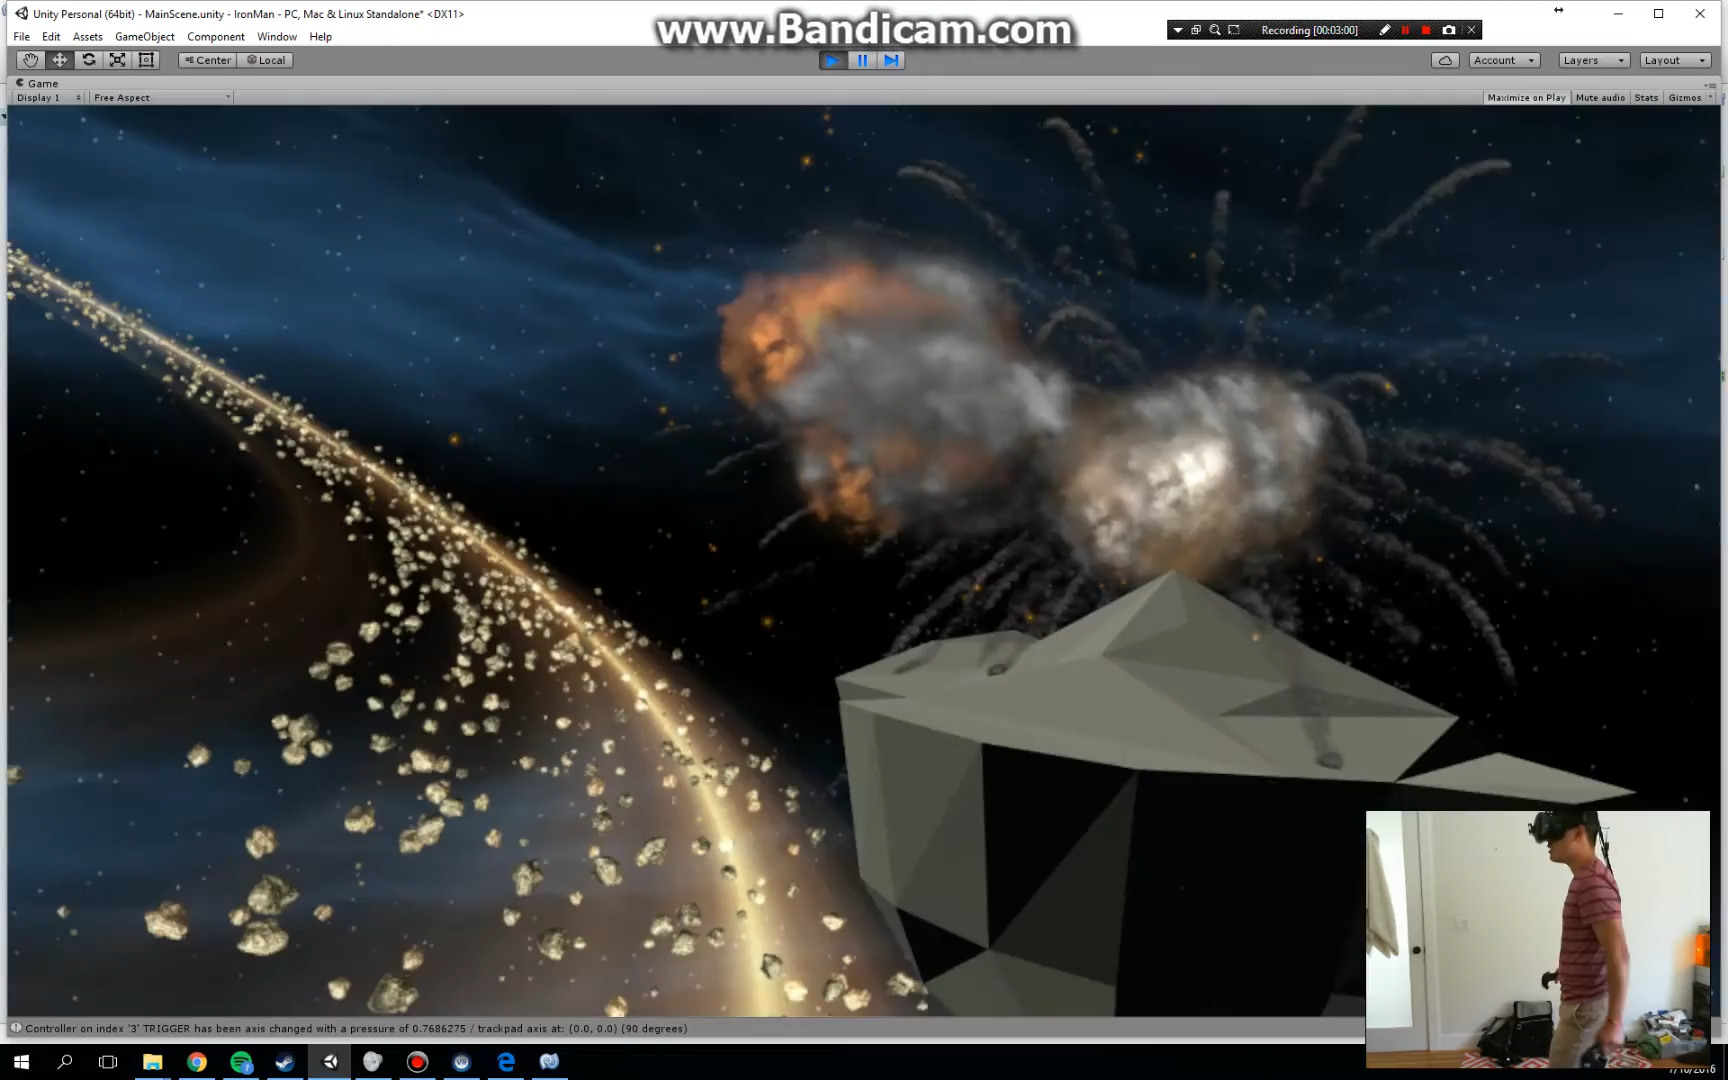 Unity Personal (64bit) - MainScene.unity - IronMan - PC, Mac & Linux Standalone* <DX11>
www.Bandicam.com
Recording [00:03:00]
File Edit Assets GameObject Component Window Help
Center Local
Account Layers Layout
Game
Display 1 Free Aspect
Maximize on Play Mute audio Stats Gizmos
Controller on index '3' TRIGGER has been axis changed with a pressure of 0.7686275 / trackpad axis at: (0.0, 0.0) (90 degrees)